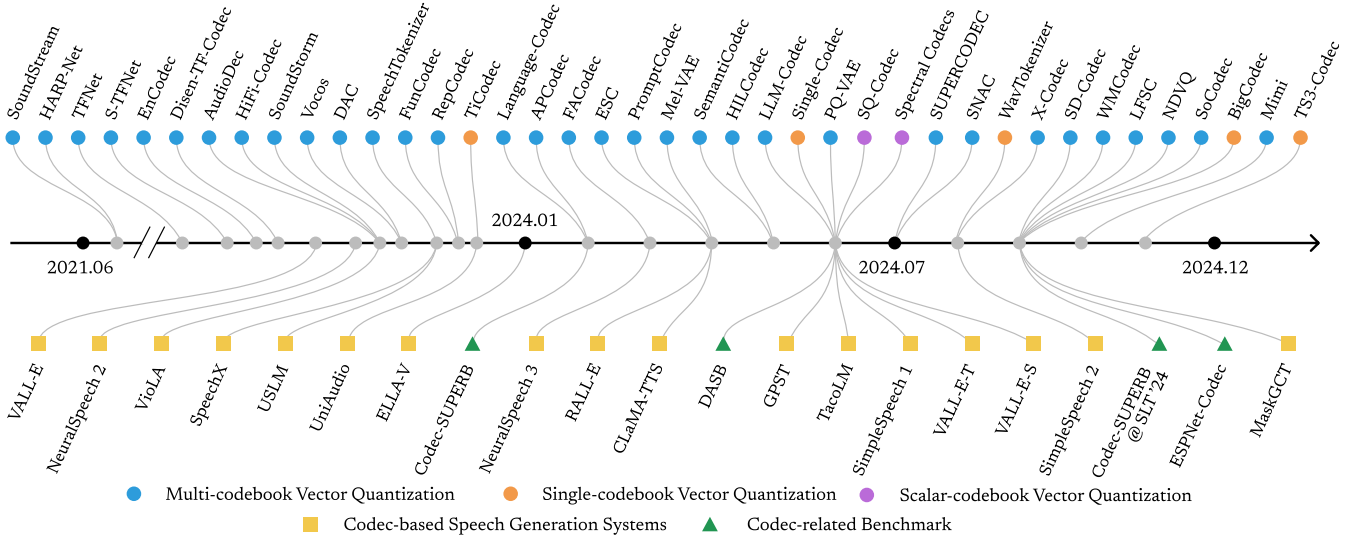 SoundStream
HARP-Net
TFNet
S-TFNet
EnCodec
Disen-TF-Codec
AudioDec
HiFi-Codec
SoundStorm
Vocos
DAC
SpeechTokenizer
FunCodec
RepCodec
TiCodec
Language-Codec
APCodec
FACodec
ESC
PromptCodec
Mel-VAE
SemantiCodec
HILCodec
LLM-Codec
Single-Codec
PQ-VAE
SQ-Codec
Spectral Codecs
SUPERCODEC
SNAC
WavTokenizer
X-Codec
SD-Codec
WMCodec
LFSC
NDVQ
SoCodec
BigCodec
Mimi
TS3-Codec
2024.01
2021.06
2024.07
2024.12
VALL-E
NeuralSpeech 2
VioLA
SpeechX
USLM
UniAudio
ELLA-V
Codec-SUPERB
NeuralSpeech 3
RALL-E
CLaMA-TTS
DASB
GPST
TacoLM
SimpleSpeech 1
VALL-E-T
VALL-E-S
SimpleSpeech 2
Codec-SUPERB
@ SLT'24
ESPNet-Codec
MaskGCT
Multi-codebook Vector Quantization
Single-codebook Vector Quantization
Scalar-codebook Vector Quantization
Codec-based Speech Generation Systems
Codec-related Benchmark